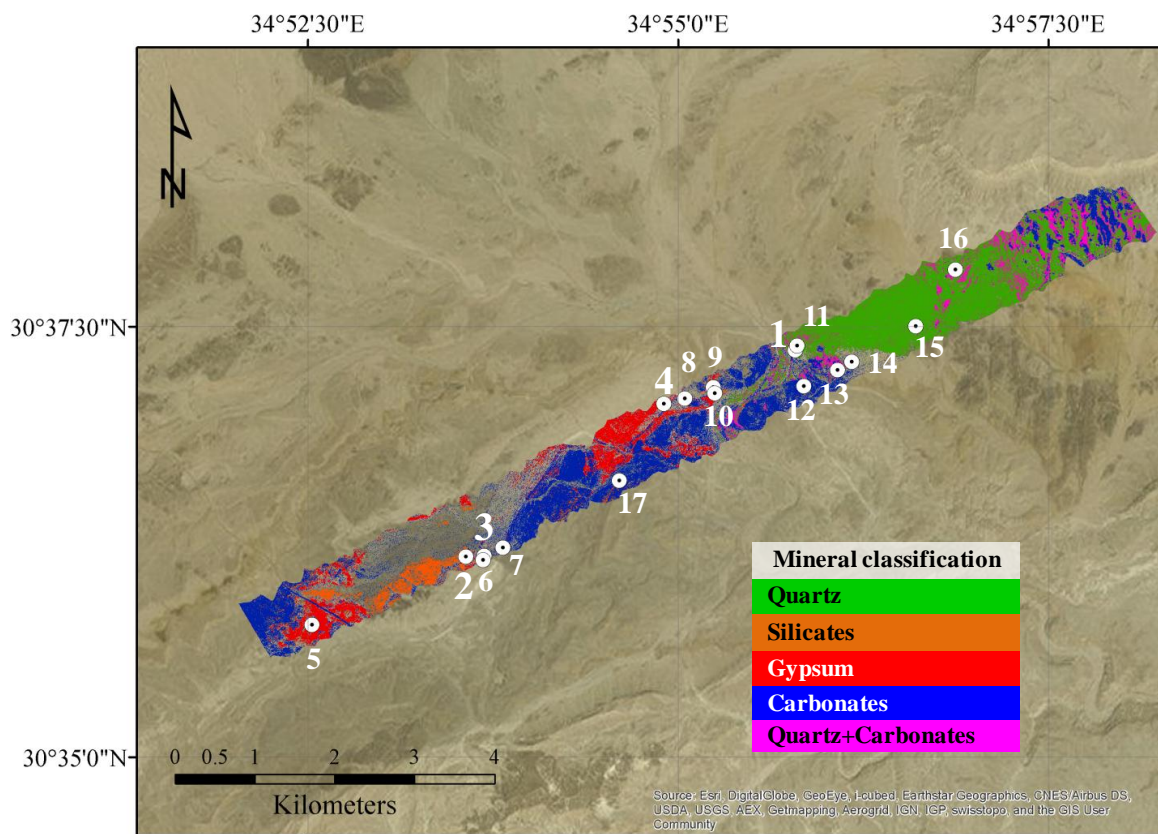 34°52'30"E 34°55'0"E 34°57'30"E
N
16
30°37'30"N
11
1
15
14
9
8
4
13
10
12
17
3
7
2
6
5
Mineral classification
Quartz
Silicates
Gypsum
Carbonates
Quartz+Carbonates
30°35'0"N
0 0.5 1 2 3 4
Kilometers
Source: Esri, DigitalGlobe, GeoEye, i-cubed, Earthstar Geographics, CNES/Airbus DS,
USDA, USGS, AEX, Getmapping, Aerogrid, IGN, IGP, swisstopo, and the GIS User
Community